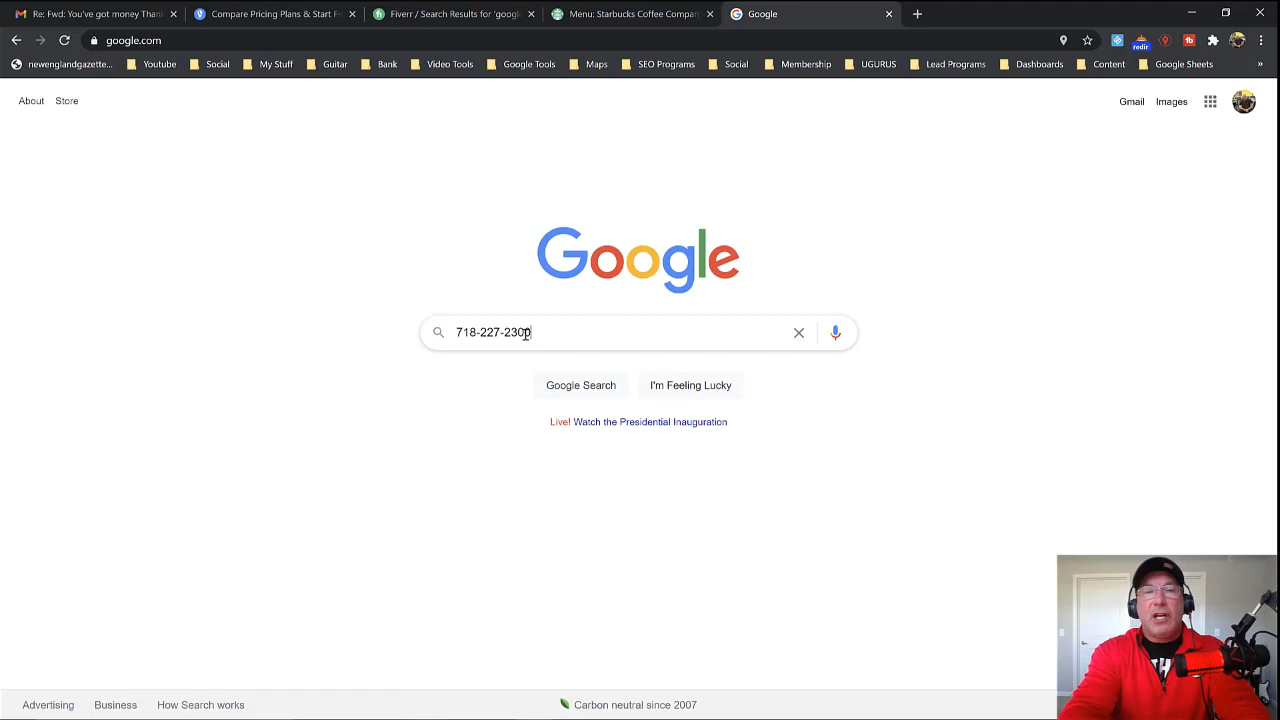 Re: Fwd: You've got money Than
Compare Pricing Plans & Start F
Fiverr / Search Results for 'googl
Menu: Starbucks Coffee Compan
Google
google.com
redir
fb
newenglandgazette...
Youtube
Social
My Stuff
Guitar
Bank
Video Tools
Google Tools
Maps
SEO Programs
Social
Membership
UGURUS
Lead Programs
Dashboards
Content
Google Sheets
»
About
Store
Gmail
Images
Google
718-227-2300
Google Search
I'm Feeling Lucky
Live! Watch the Presidential Inauguration
Advertising
Business
How Search works
Carbon neutral since 2007